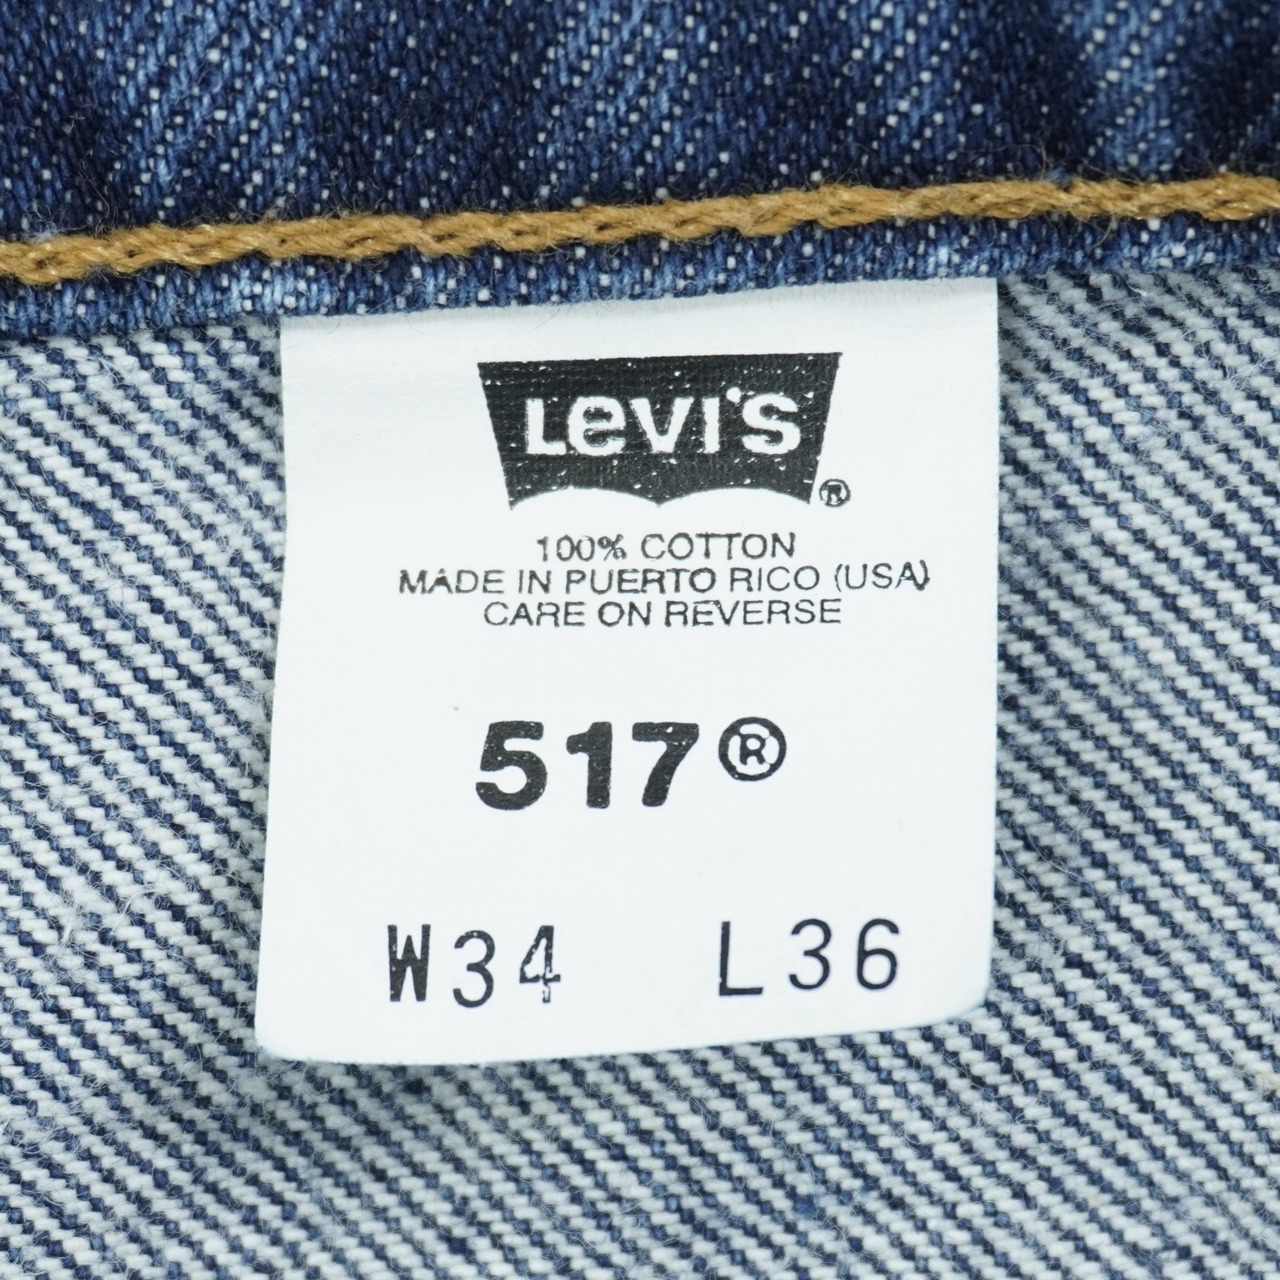 Levi's®
100% COTTON
MADE IN PUERTO RICO (USA)
CARE ON REVERSE
517®
W34 L36